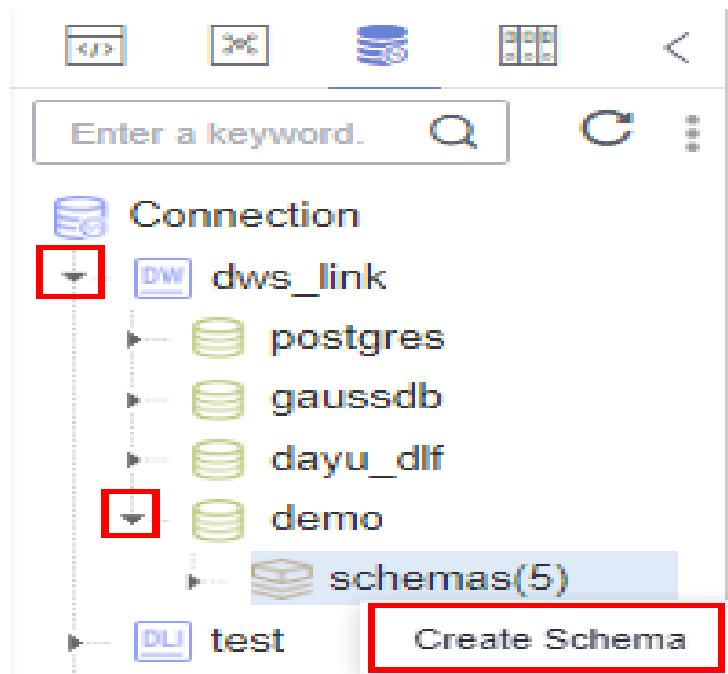 </>
Enter a keyword.
Connection
DW dws_link
postgres
gaussdb
dayu_dlf
demo
schemas(5)
DLI test
Create Schema